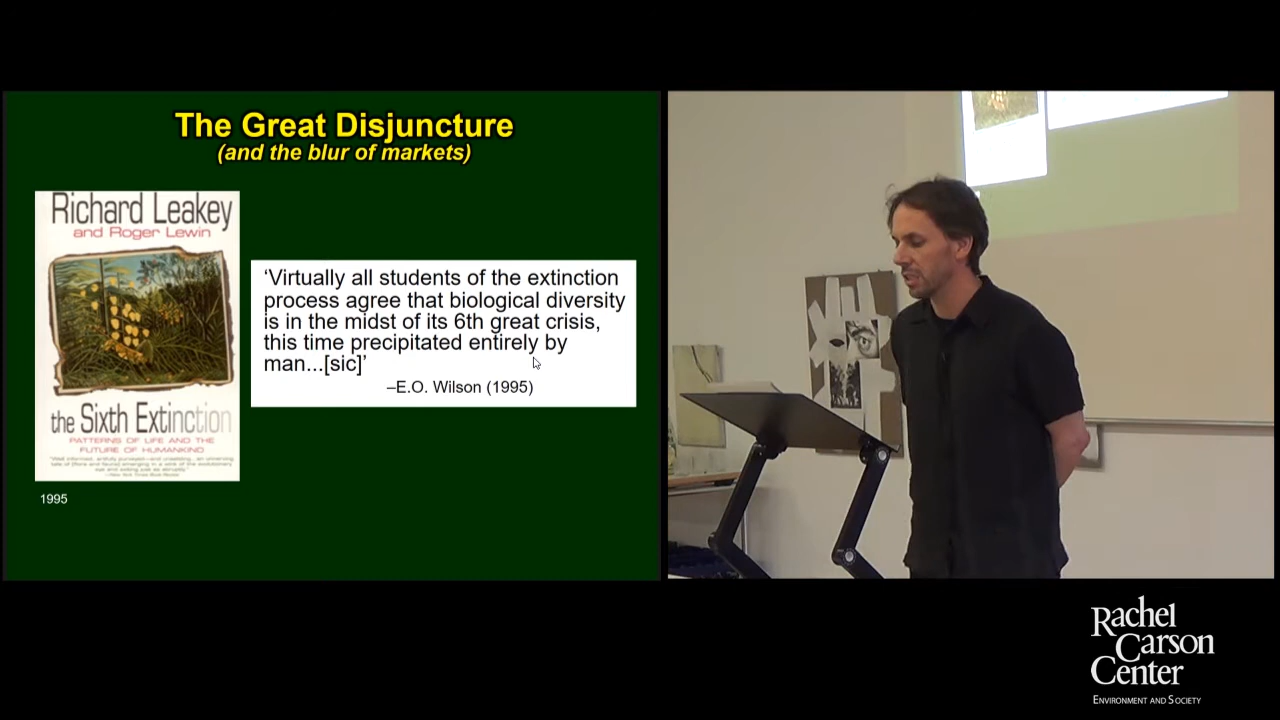 The Great Disjuncture
(and the blur of markets)
Richard Leakey
and Roger Lewin
the Sixth Extinction
PATTERNS OF LIFE AND THE
FUTURE OF HUMANKIND
1995
‘Virtually all students of the extinction
process agree that biological diversity
is in the midst of its 6th great crisis,
this time precipitated entirely by
man...[sic]’
–E.O. Wilson (1995)
Rachel
Carson
Center
ENVIRONMENT AND SOCIETY